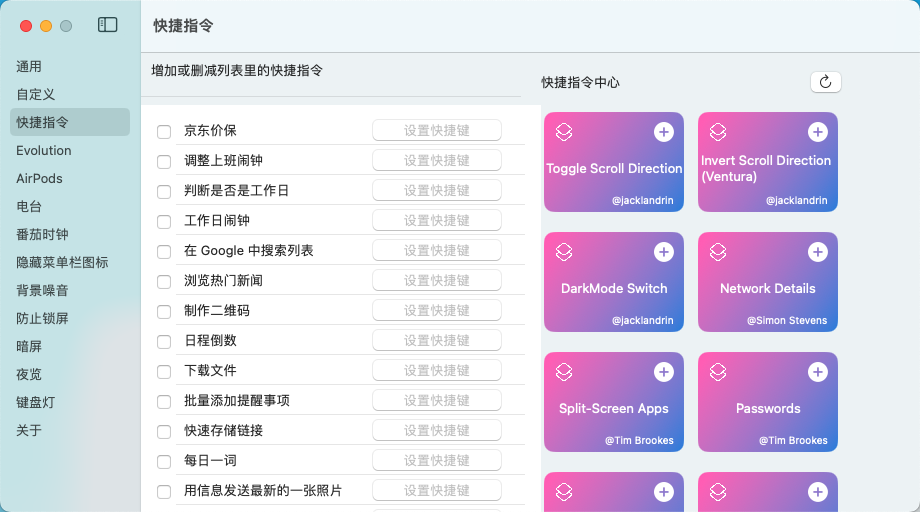 快捷指令
通用
自定义
快捷指令
Evolution
AirPods
电台
番茄时钟
隐藏菜单栏图标
背景噪音
防止锁屏
暗屏
夜览
键盘灯
关于
增加或删减列表里的快捷指令
京东价保 设置快捷键
调整上班闹钟 设置快捷键
判断是否是工作日 设置快捷键
工作日闹钟 设置快捷键
在 Google 中搜索列表 设置快捷键
浏览热门新闻 设置快捷键
制作二维码 设置快捷键
日程倒数 设置快捷键
下载文件 设置快捷键
批量添加提醒事项 设置快捷键
快速存储链接 设置快捷键
每日一词 设置快捷键
用信息发送最新的一张照片 设置快捷键
快捷指令中心
Toggle Scroll Direction
@jacklandrin
Invert Scroll Direction
(Ventura)
@jacklandrin
DarkMode Switch
@jacklandrin
Network Details
@Simon Stevens
Split-Screen Apps
@Tim Brookes
Passwords
@Tim Brookes